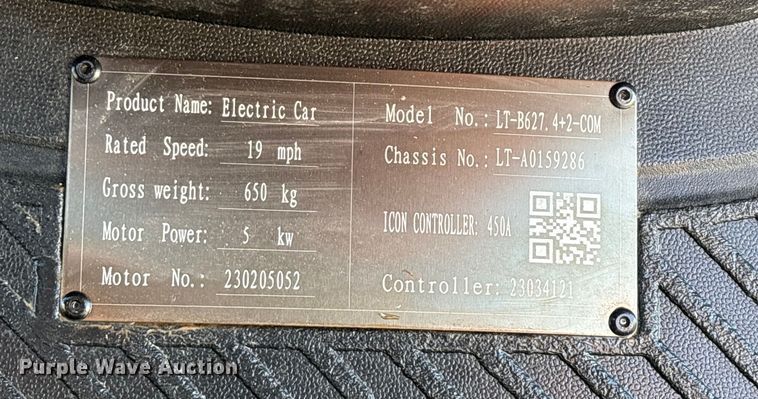 Product Name: Electric Car
Rated Speed: 19 mph
Gross weight: 650 kg
Motor Power: 5 kw
Motor No.: 230205052
Model No.: LT-B627.4+2-COM
Chassis No.: LT-A0159286
ICON CONTROLLER: 450A
Controller: 23034121
Purple Wave Auction